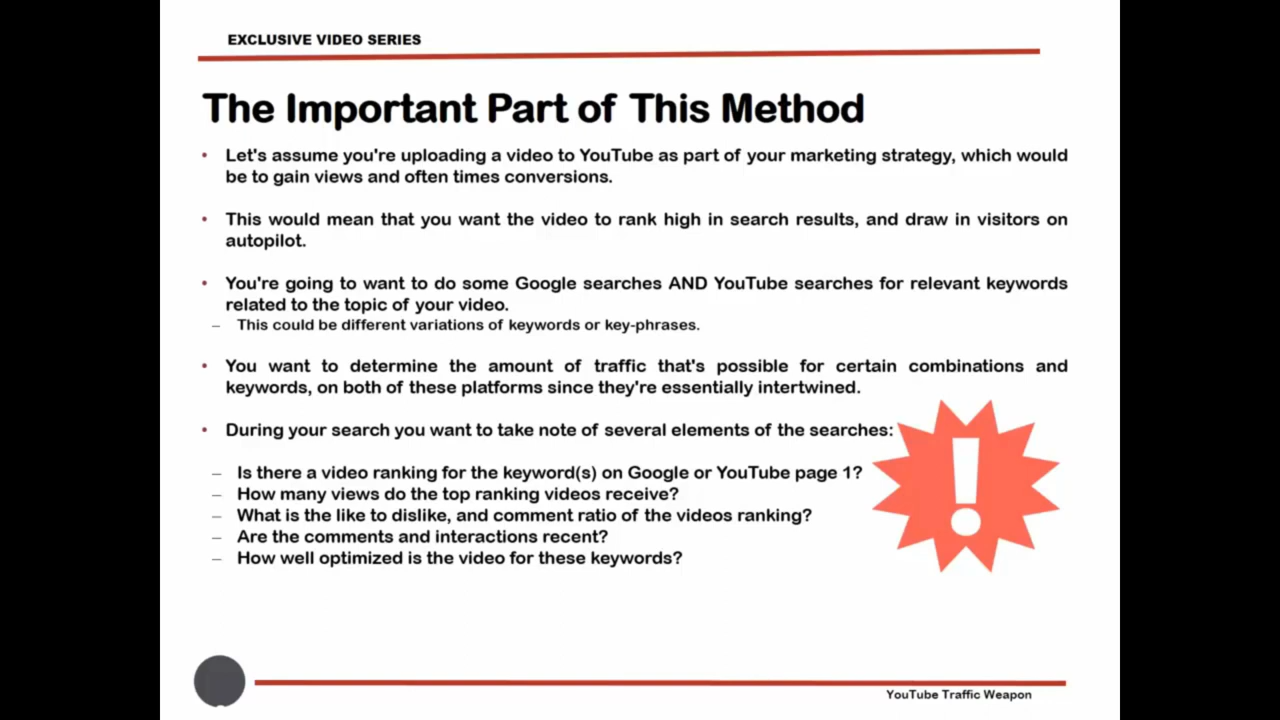 EXCLUSIVE VIDEO SERIES
The Important Part of This Method
• Let's assume you're uploading a video to YouTube as part of your marketing strategy, which would
be to gain views and often times conversions.
• This would mean that you want the video to rank high in search results, and draw in visitors on
autopilot.
• You're going to want to do some Google searches AND YouTube searches for relevant keywords
related to the topic of your video.
– This could be different variations of keywords or key-phrases.
• You want to determine the amount of traffic that's possible for certain combinations and
keywords, on both of these platforms since they're essentially intertwined.
• During your search you want to take note of several elements of the searches:
– Is there a video ranking for the keyword(s) on Google or YouTube page 1?
– How many views do the top ranking videos receive?
– What is the like to dislike, and comment ratio of the videos ranking?
– Are the comments and interactions recent?
– How well optimized is the video for these keywords?
!
YouTube Traffic Weapon